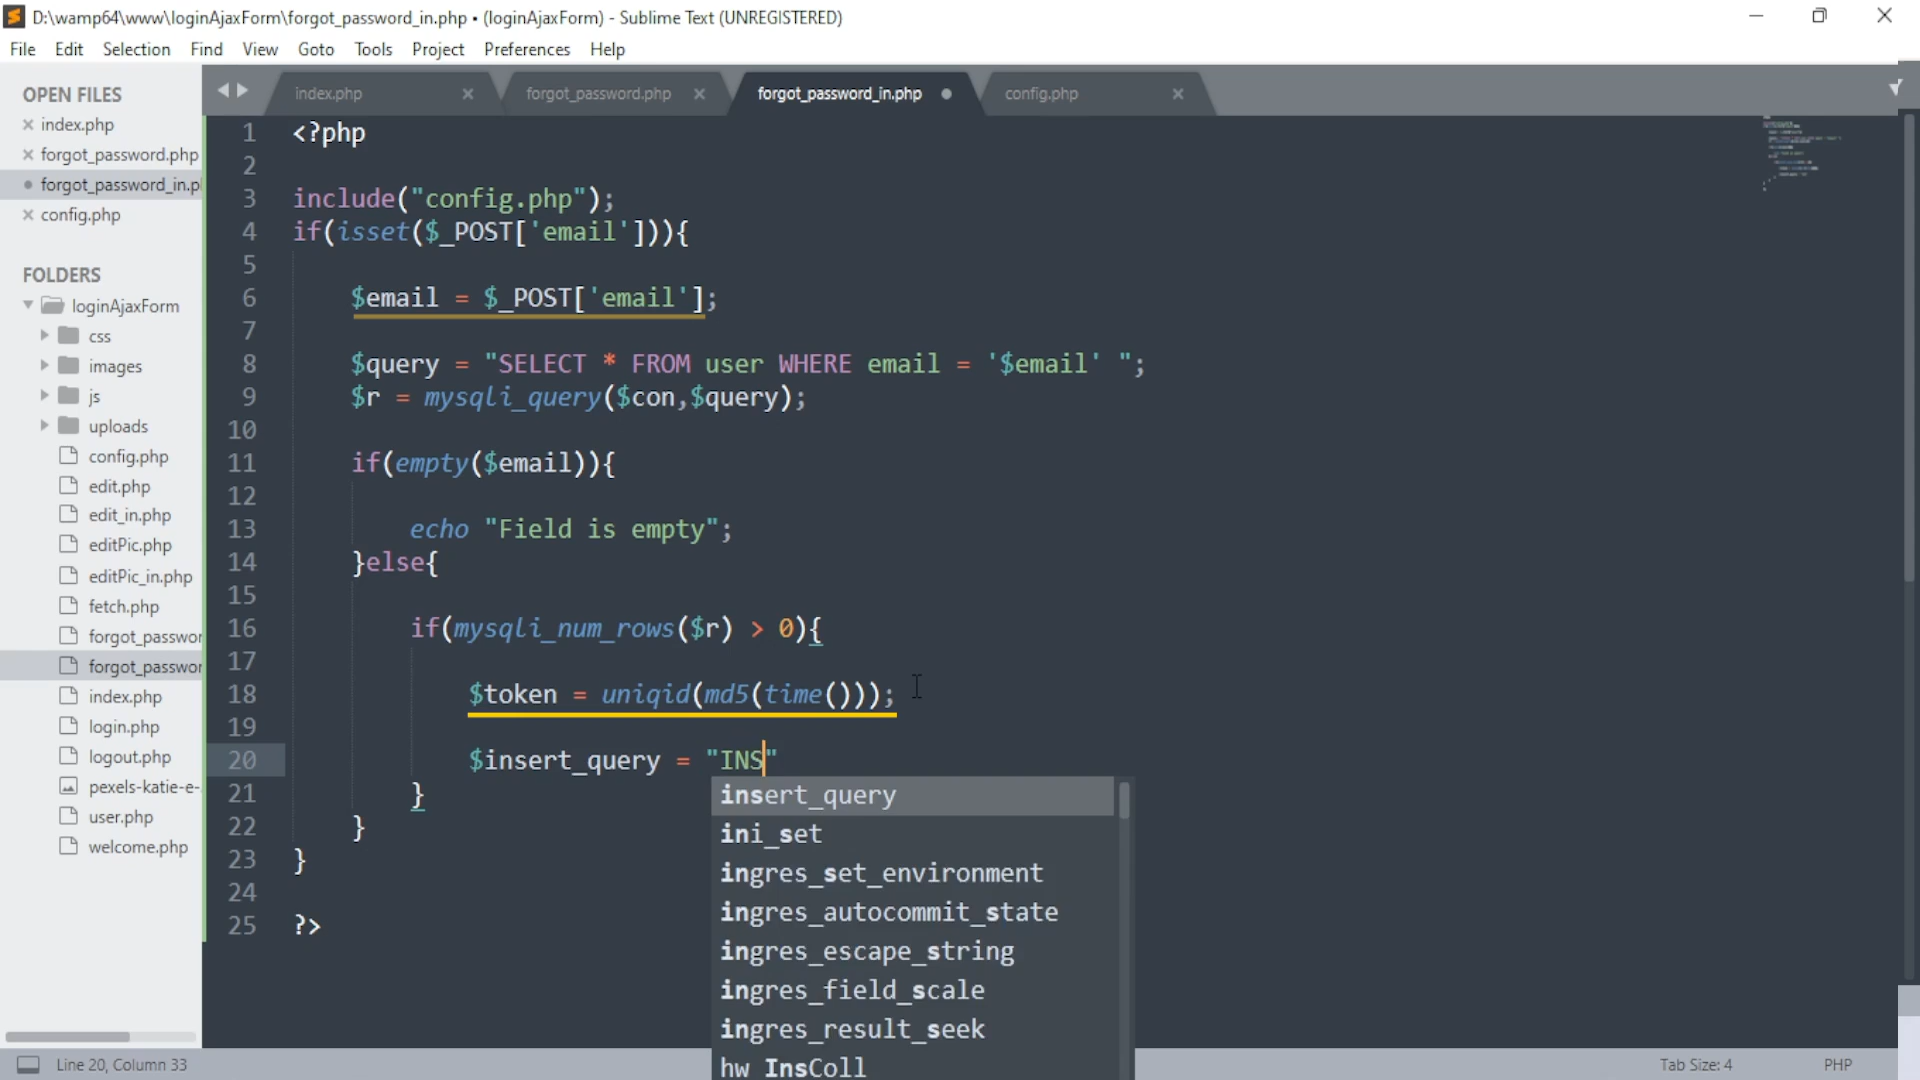 D:\wamp64\www\loginAjaxForm\forgot_password_in.php • (loginAjaxForm) - Sublime Text (UNREGISTERED)
File Edit Selection Find View Goto Tools Project Preferences Help
OPEN FILES
index.php
forgot_password.php
forgot_password_in.p
config.php
FOLDERS
loginAjaxForm
css
images
js
uploads
config.php
edit.php
edit_in.php
editPic.php
editPic_in.php
fetch.php
forgot_passwor
forgot_passwor
index.php
login.php
logout.php
pexels-katie-e-
user.php
welcome.php
index.php forgot_password.php forgot_password_in.php config.php
1 <?php
2
3 include("config.php");
4 if(isset($_POST['email'])){
5
6 $email = $_POST['email'];
7
8 $query = "SELECT * FROM user WHERE email = '$email' ";
9 $r = mysqli_query($con,$query);
10
11 if(empty($email)){
12
13 echo "Field is empty";
14 }else{
15
16 if(mysqli_num_rows($r) > 0){
17
18 $token = uniqid(md5(time()));
19
20 $insert_query = "INS"
21 }
22 }
23 }
24
25 ?>
insert_query
ini_set
ingres_set_environment
ingres_autocommit_state
ingres_escape_string
ingres_field_scale
ingres_result_seek
hw_InsColl
Line 20, Column 33 Tab Size: 4 PHP